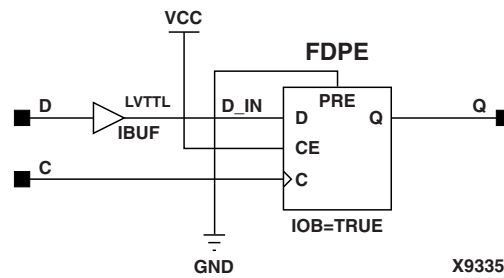 VCC
FDPE
D
LVTTL
IBUF
D_IN
PRE
D
Q
Q
CE
C
C
IOB=TRUE
GND
X9335